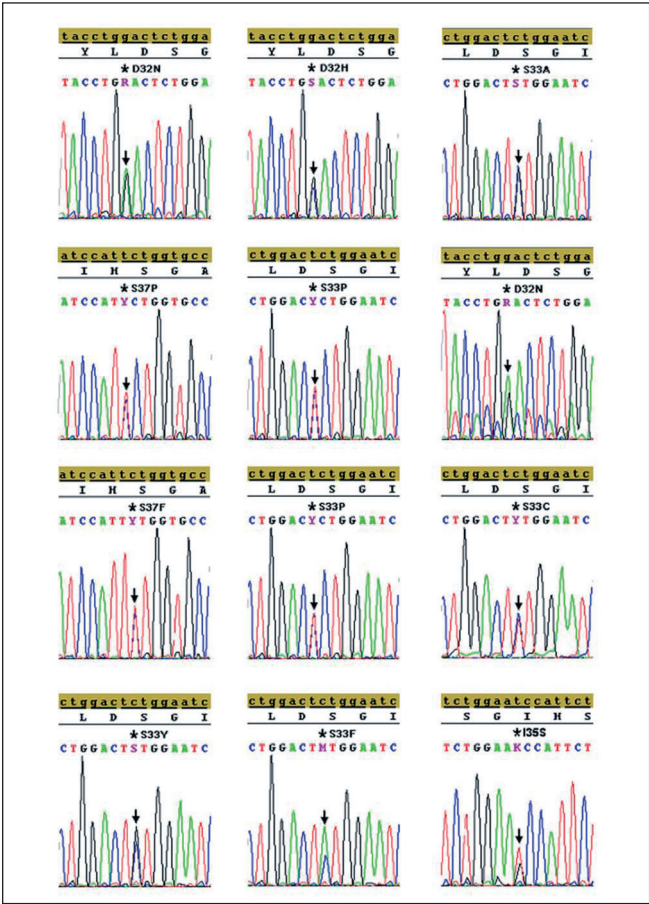 tacctggactctgga
Y L D S G
* D32N
TACCTGRACTCTGGA
tacctggactctgga
Y L D S G
* D32H
TACCTGSACTCTGGA
ctggactctggaatc
L D S G I
* S33A
CTGGACTSTGGAATC
atccattctggtgcc
I H S G A
* S37P
ATCCATYCTGGTGCC
ctggactctggaatc
L D S G I
* S33P
CTGGACYCTGGAATC
tacctggactctgga
Y L D S G
* D32N
TACCTGRACTCTGGA
atccattctggtgcc
I H S G A
* S37F
ATCCATTYTGGTGCC
ctggactctggaatc
L D S G I
* S33P
CTGGACYCTGGAATC
ctggactctggaatc
L D S G I
* S33C
CTGGACTYTGGAATC
ctggactctggaatc
L D S G I
* S33Y
CTGGACTSTGGAATC
ctggactctggaatc
L D S G I
* S33F
CTGGACTMTGGAATC
tctggaatccattct
S G I H S
* I35S
TCTGGAAKCCATTCT